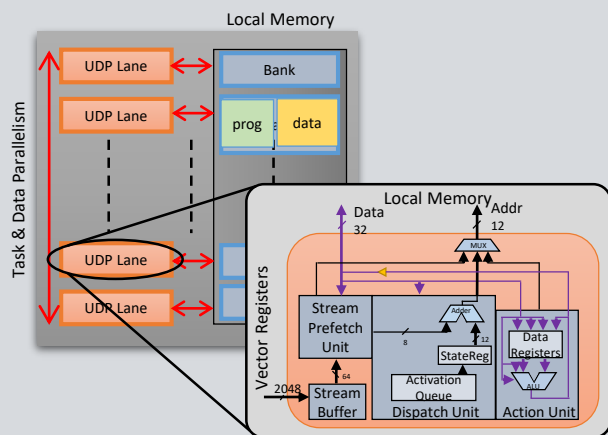 Local Memory
Task & Data Parallelism
UDP Lane
Bank
UDP Lane
prog
data
UDP Lane
UDP Lane
Local Memory
Data
32
Addr
12
MUX
Vector Registers
2048
Stream
Prefetch
Unit
64
Stream
Buffer
8
Adder
12
StateReg
Activation
Queue
Dispatch Unit
Data
Registers
ALU
Action Unit